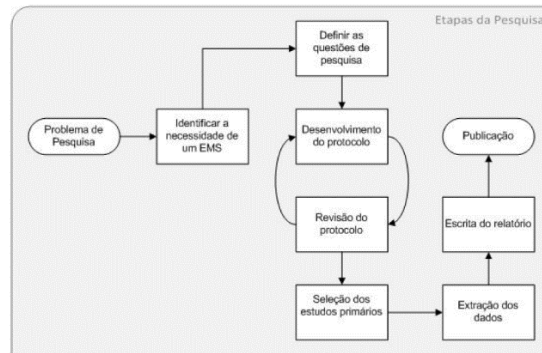 Etapas da Pesquisa
Definir as
questões de
pesquisa
Problema de
Pesquisa
Identificar a
necessidade de
um EMS
Desenvolvimento
do protocolo
Publicação
Revisão do
protocolo
Escrita do relatório
Seleção dos
estudos primários
Extração dos
dados